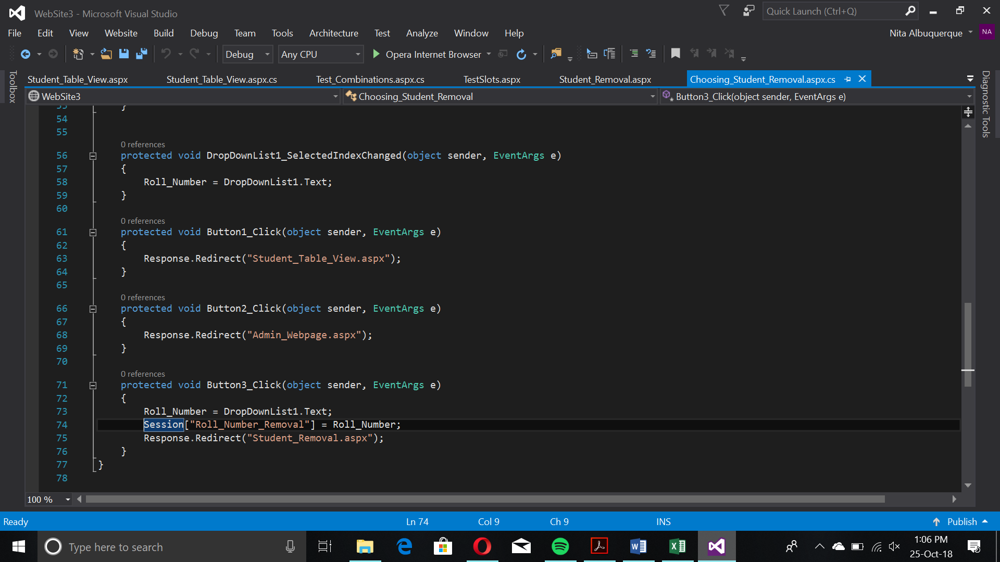 WebSite3 - Microsoft Visual Studio
Quick Launch (Ctrl+Q)
File Edit View Website Build Debug Team Tools Architecture Test Analyze Window Help
Nita Albuquerque NA
Debug Any CPU Opera Internet Browser
Toolbox
Student_Table_View.aspx Student_Table_View.aspx.cs Test_Combinations.aspx.cs TestSlots.aspx Student_Removal.aspx Choosing_Student_Removal.aspx.cs
Diagnostic Tools
WebSite3 Choosing_Student_Removal Button3_Click(object sender, EventArgs e)
53 }
54
55
0 references
56 protected void DropDownList1_SelectedIndexChanged(object sender, EventArgs e)
57 {
58 Roll_Number = DropDownList1.Text;
59 }
60
0 references
61 protected void Button1_Click(object sender, EventArgs e)
62 {
63 Response.Redirect("Student_Table_View.aspx");
64 }
65
0 references
66 protected void Button2_Click(object sender, EventArgs e)
67 {
68 Response.Redirect("Admin_Webpage.aspx");
69 }
70
0 references
71 protected void Button3_Click(object sender, EventArgs e)
72 {
73 Roll_Number = DropDownList1.Text;
74 Session["Roll_Number_Removal"] = Roll_Number;
75 Response.Redirect("Student_Removal.aspx");
76 }
77 }
78
100 %
Ready Ln 74 Col 9 Ch 9 INS Publish
Type here to search
1:06 PM
25-Oct-18